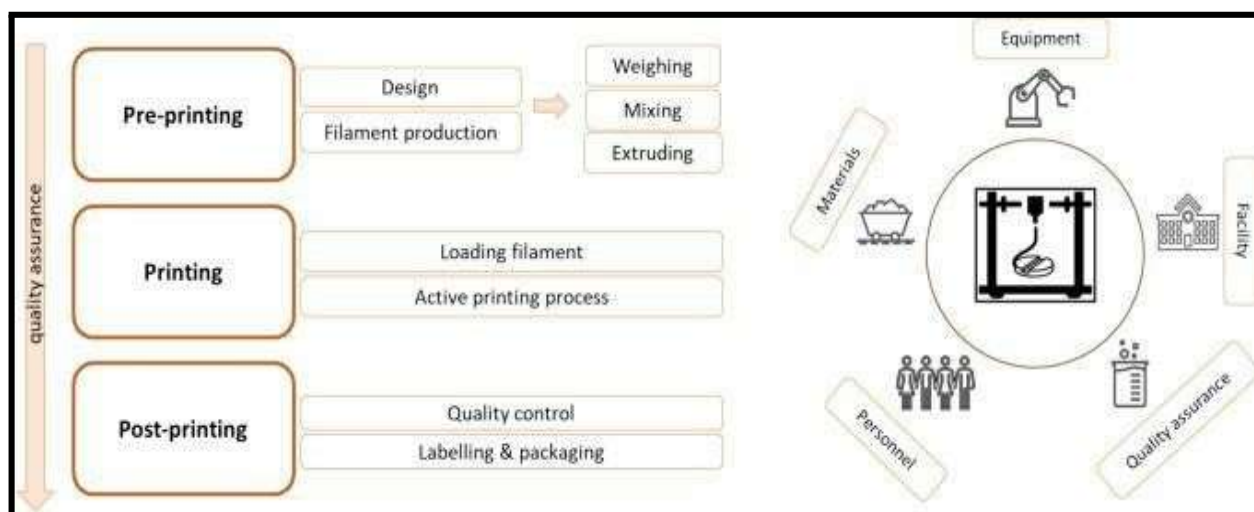 quality assurance
Pre-printing
Design
Filament production
Weighing
Mixing
Extruding
Printing
Loading filament
Active printing process
Post-printing
Quality control
Labelling & packaging
Equipment
Materials
Facility
Personnel
Quality assurance